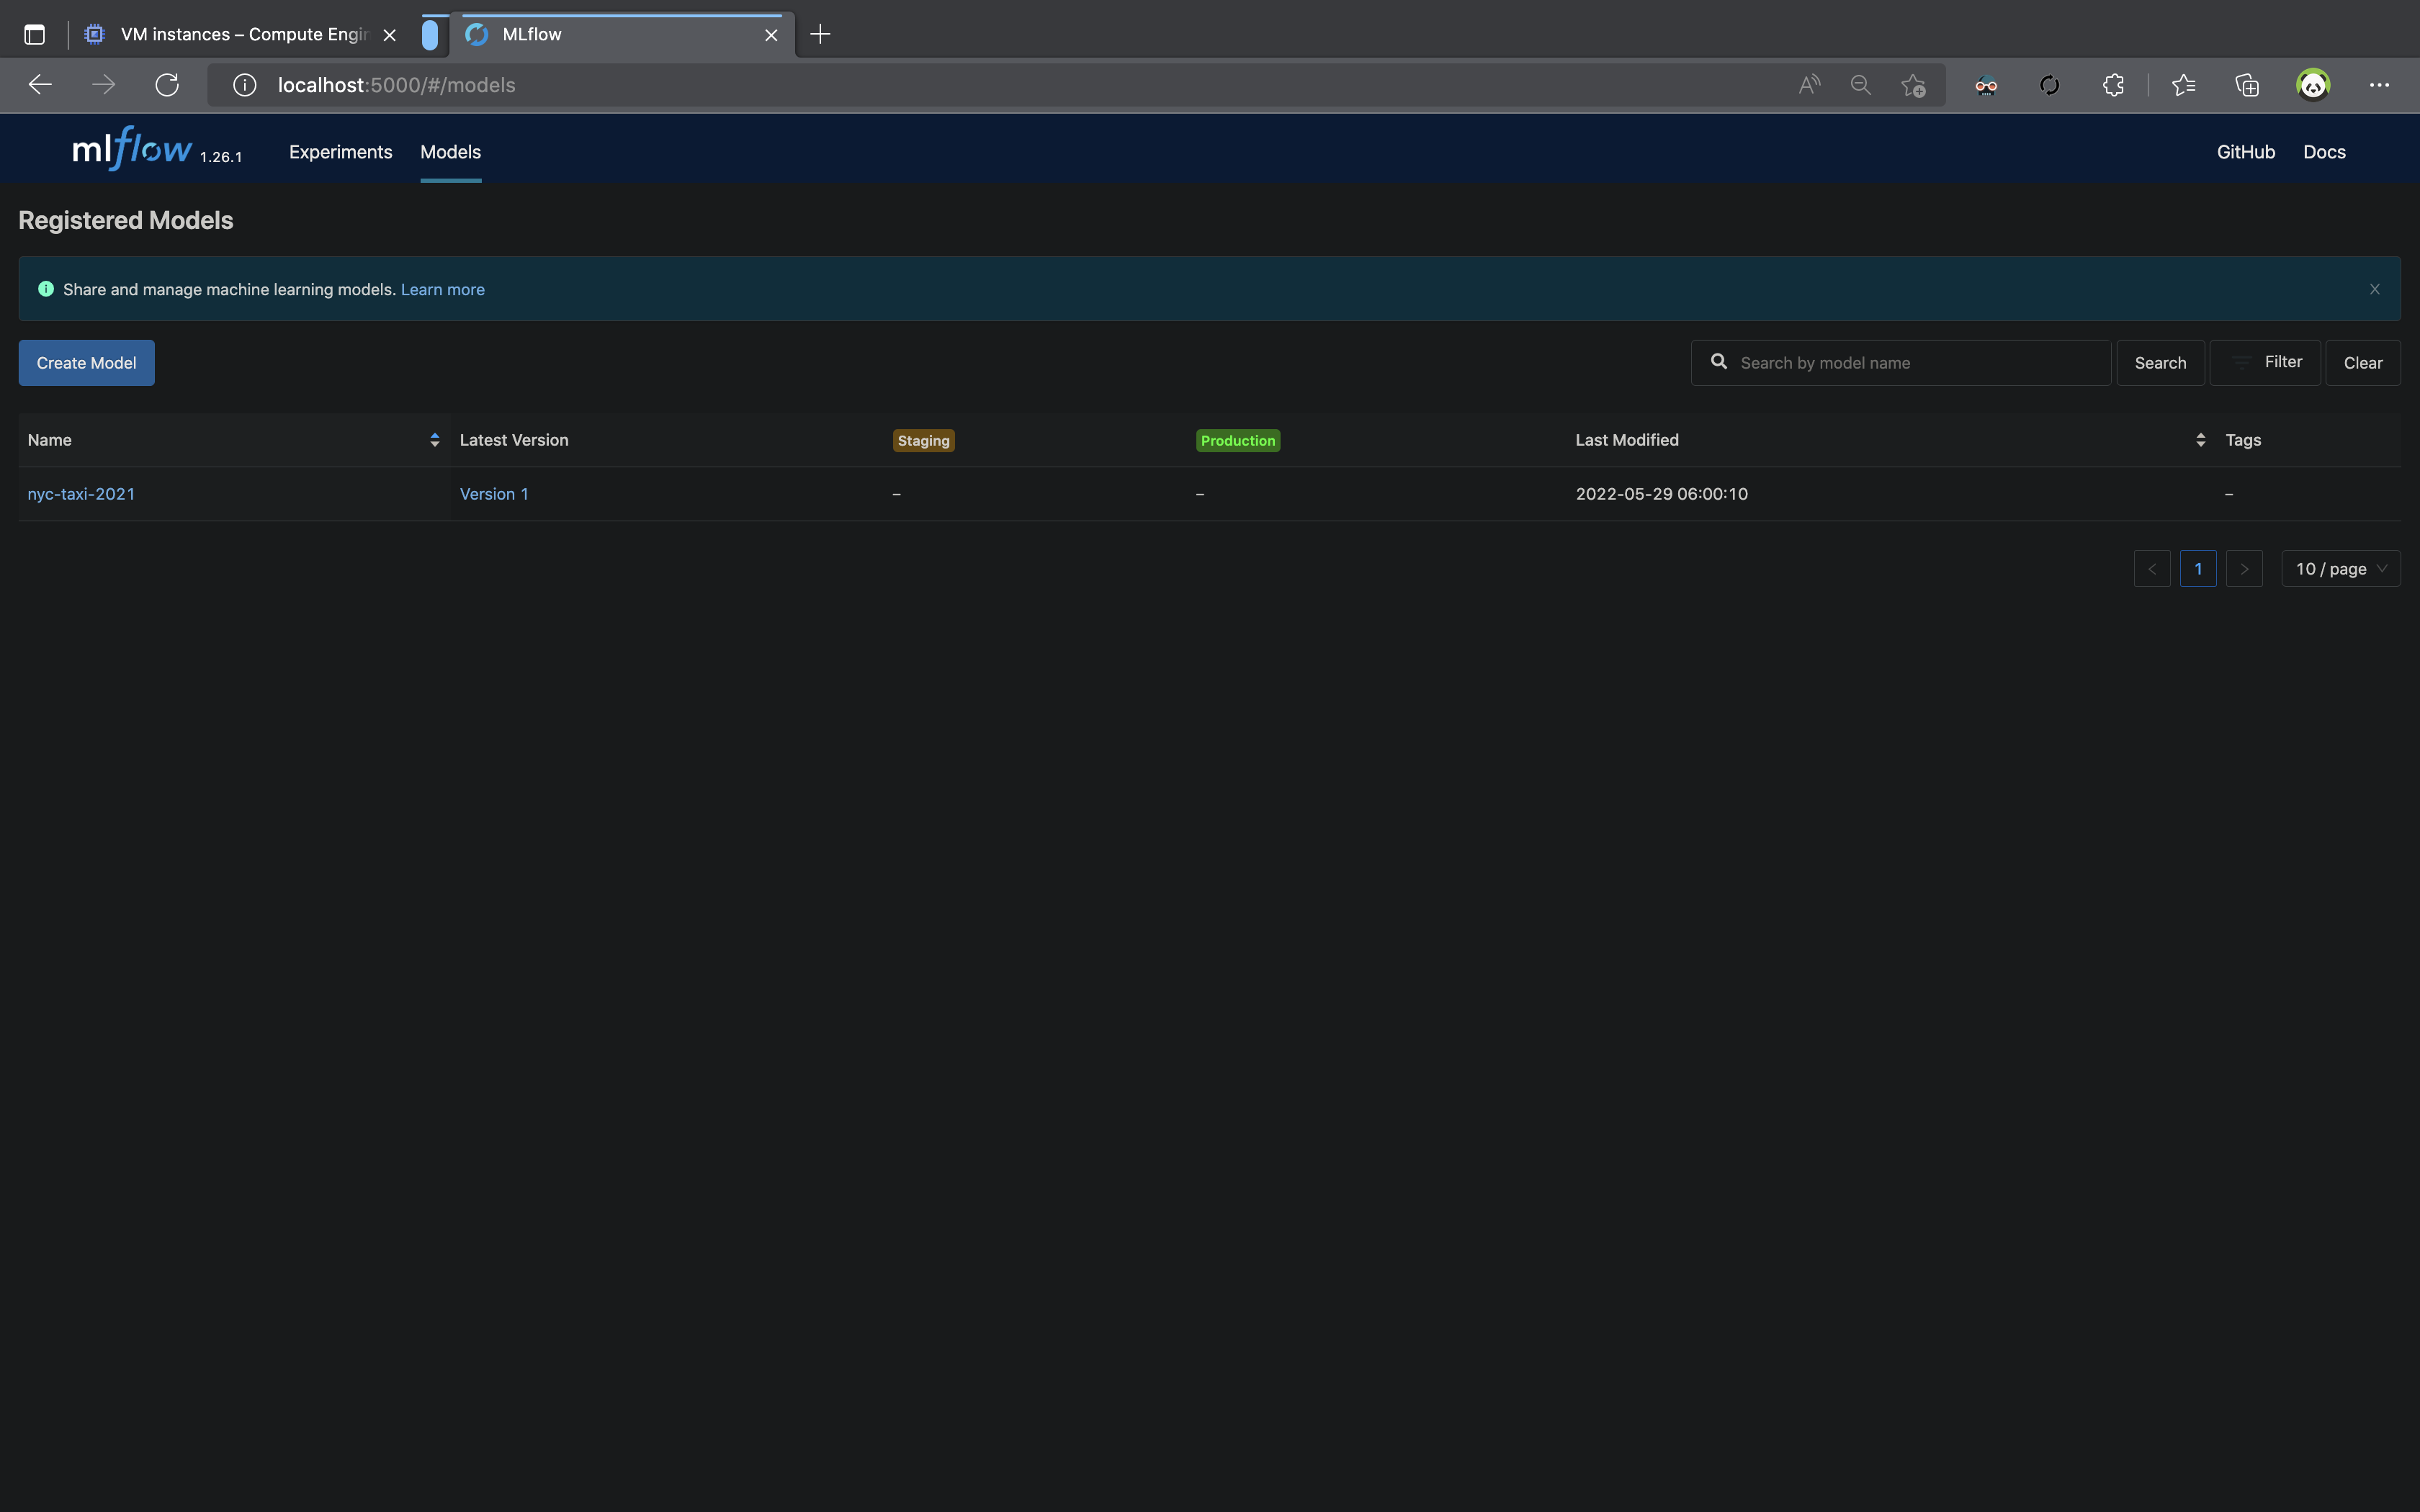 VM instances – Compute Engin
MLflow
localhost:5000/#/models
mlflow 1.26.1 Experiments Models GitHub Docs
Registered Models
Share and manage machine learning models. Learn more
Create Model Search by model name Search Filter Clear
Name Latest Version Staging Production Last Modified Tags
nyc-taxi-2021 Version 1 – – 2022-05-29 06:00:10 –
< 1 > 10 / page